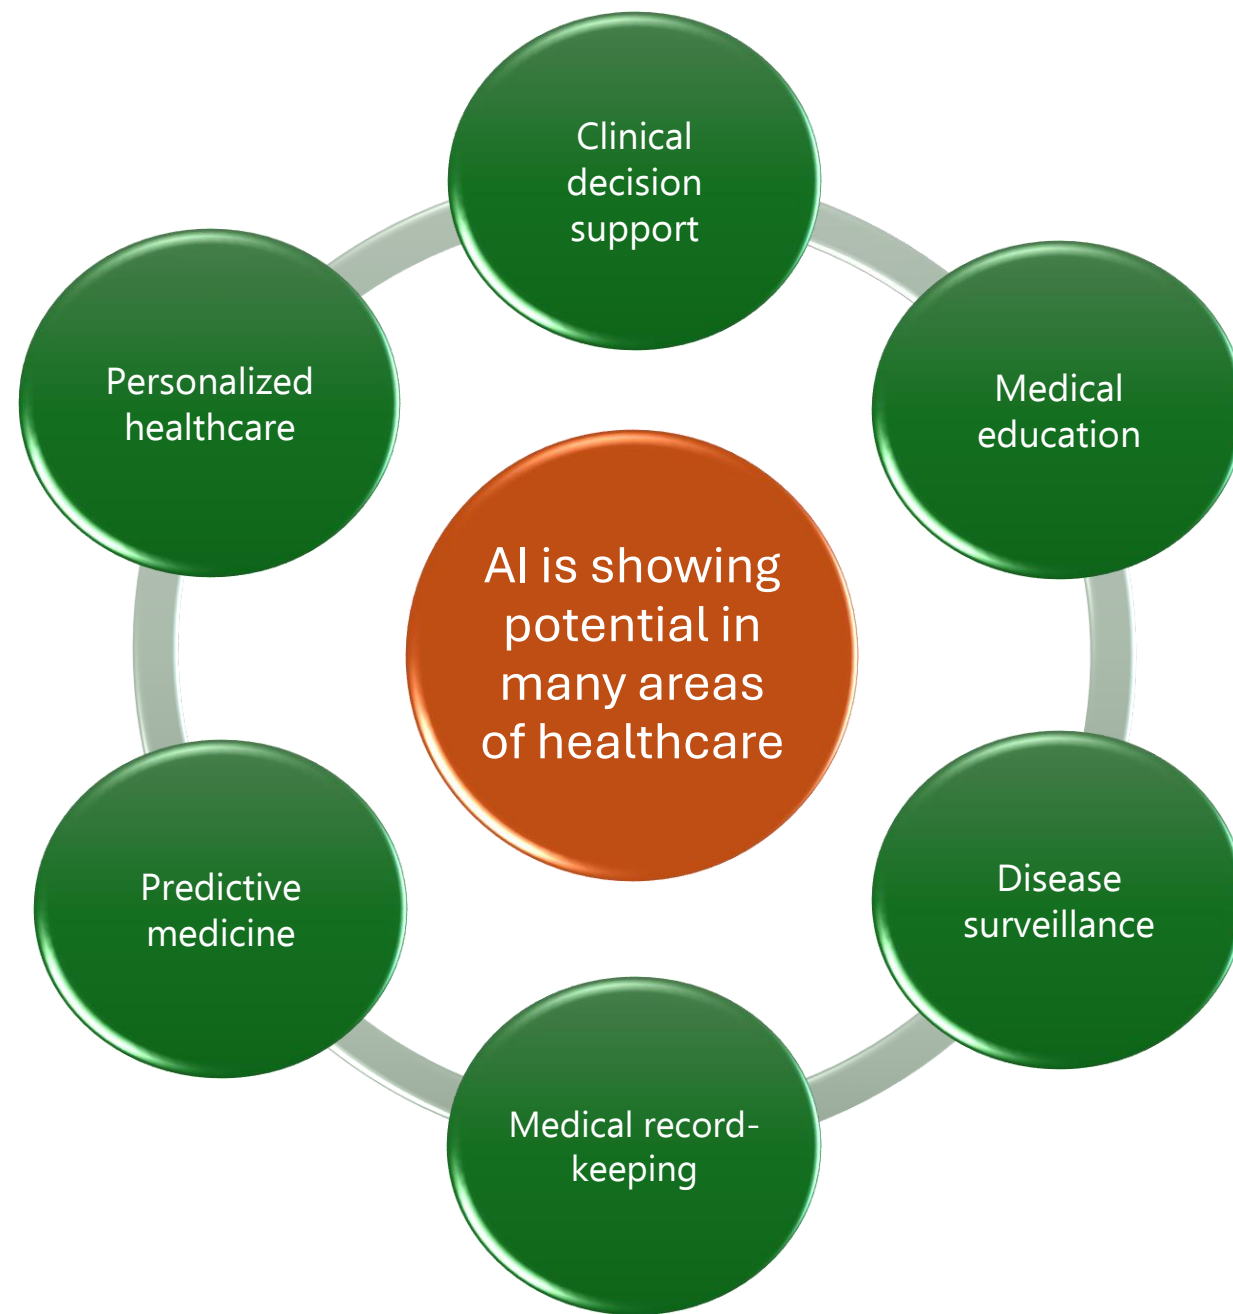 Clinical
decision
support
Personalized
healthcare
Medical
education
AI is showing
potential in
many areas
of healthcare
Predictive
medicine
Disease
surveillance
Medical record-
keeping